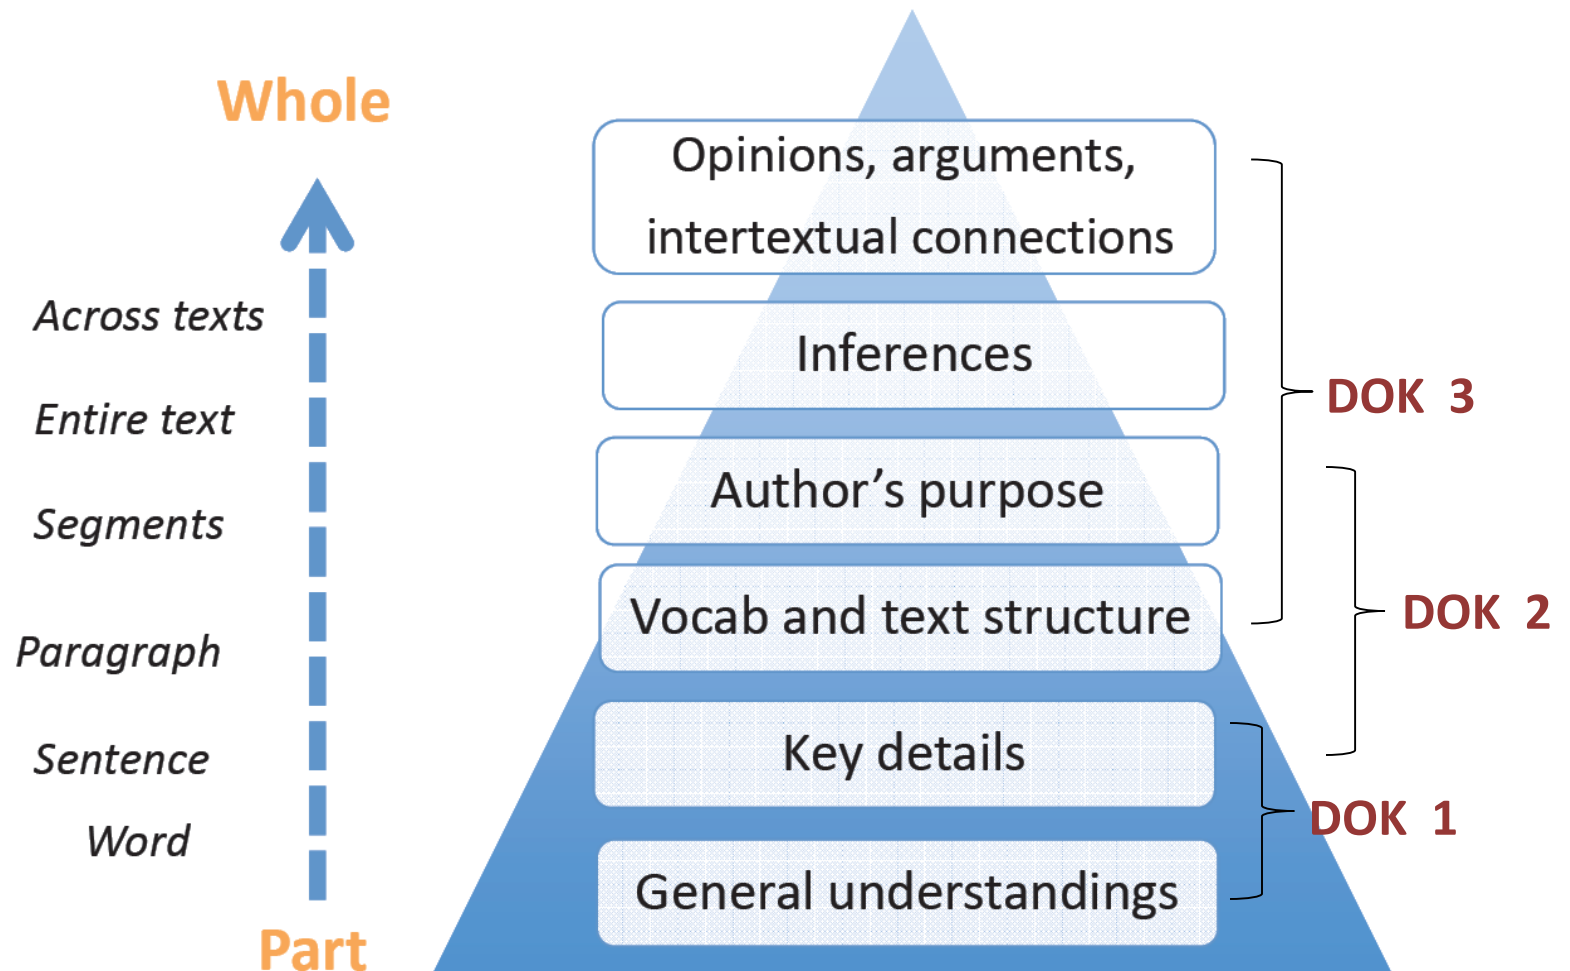 Whole
Across texts
Entire text
Segments
Paragraph
Sentence
Word
Part
Opinions, arguments,
intertextual connections
Inferences
Author’s purpose
Vocab and text structure
Key details
General understandings
DOK 3
DOK 2
DOK 1